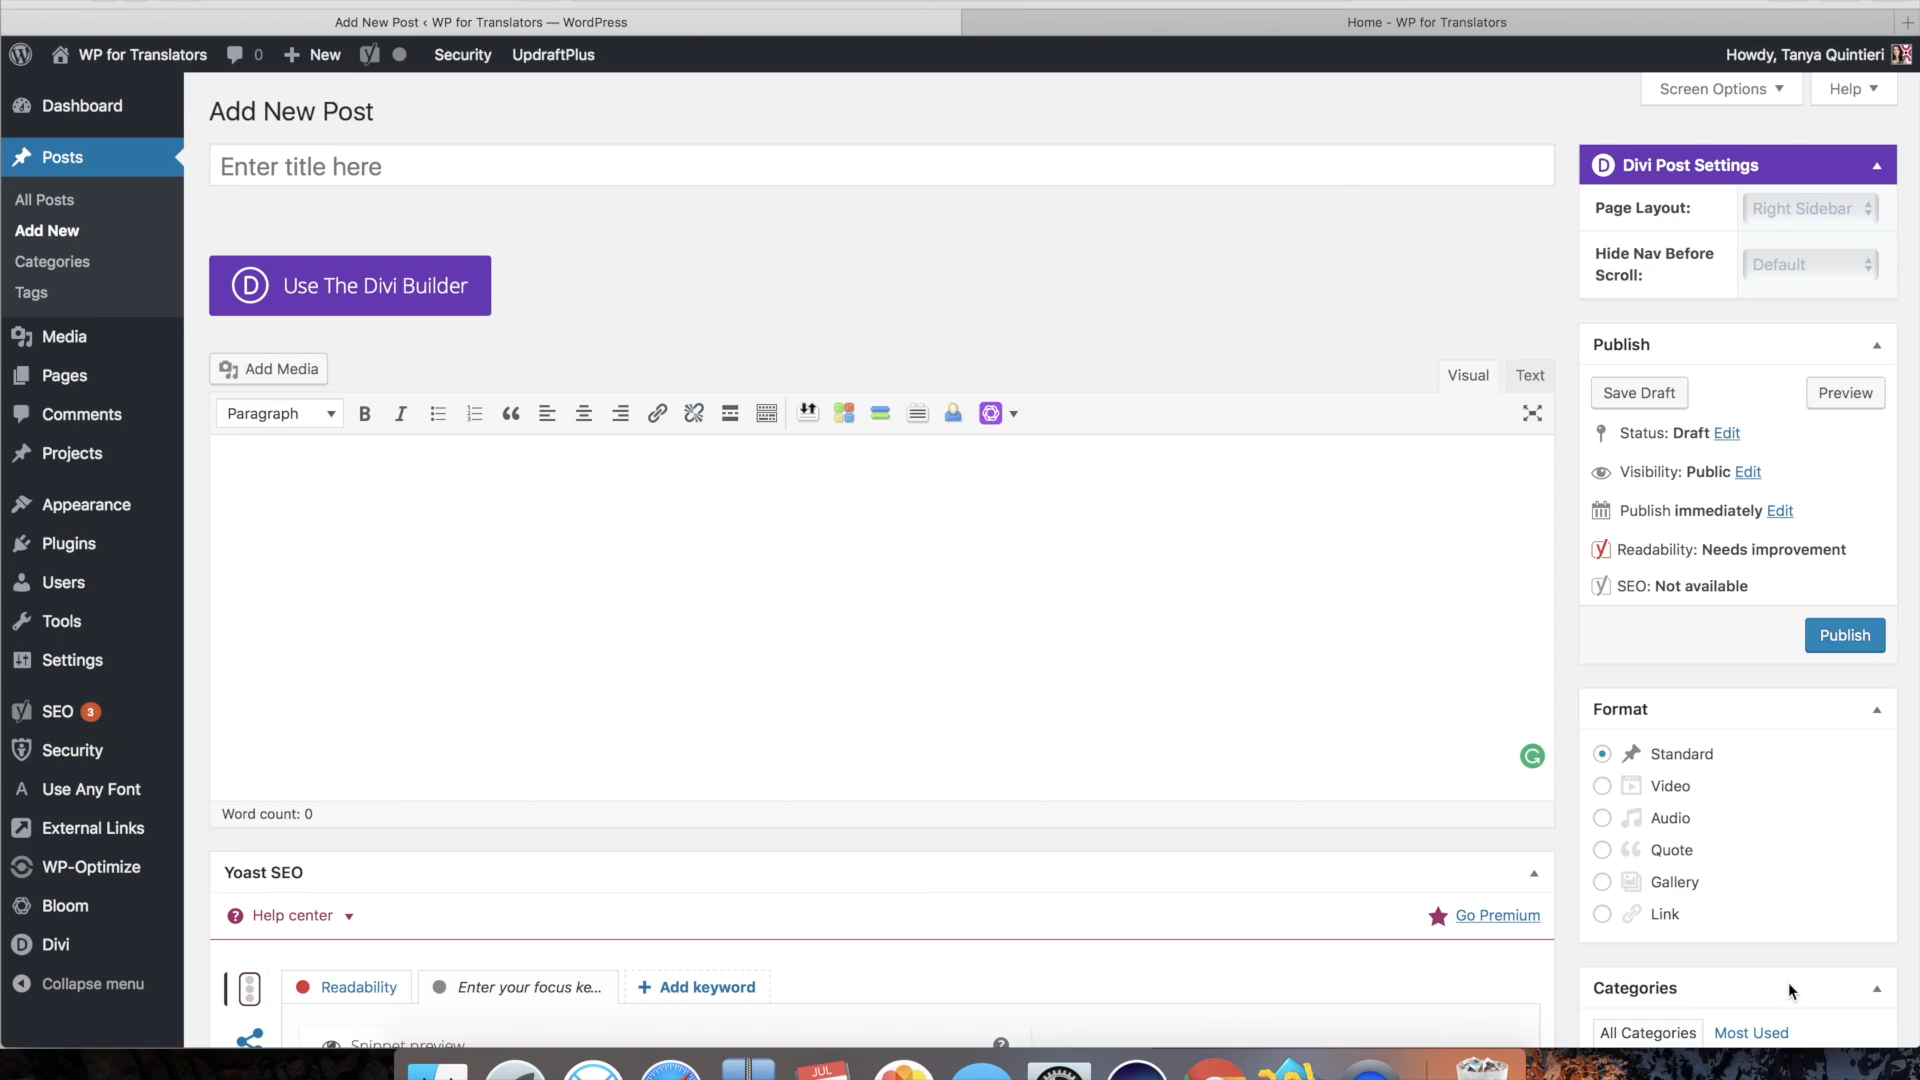 Add New Post ‹ WP for Translators — WordPress
Home - WP for Translators
WP for Translators
0
New
Security
UpdraftPlus
Howdy, Tanya Quintieri
Dashboard
Posts
All Posts
Add New
Categories
Tags
Media
Pages
Comments
Projects
Appearance
Plugins
Users
Tools
Settings
SEO 3
Security
Use Any Font
External Links
WP-Optimize
Bloom
Divi
Collapse menu
Screen Options
Help
Add New Post
Enter title here
Use The Divi Builder
Add Media
Visual
Text
Paragraph
Word count: 0
Yoast SEO
Help center
Go Premium
Readability
Enter your focus ke...
Add keyword
Snippet preview
Divi Post Settings
Page Layout:
Right Sidebar
Hide Nav Before
Scroll:
Default
Publish
Save Draft
Preview
Status: Draft Edit
Visibility: Public Edit
Publish immediately Edit
Readability: Needs improvement
SEO: Not available
Publish
Format
Standard
Video
Audio
Quote
Gallery
Link
Categories
All Categories
Most Used
JUL